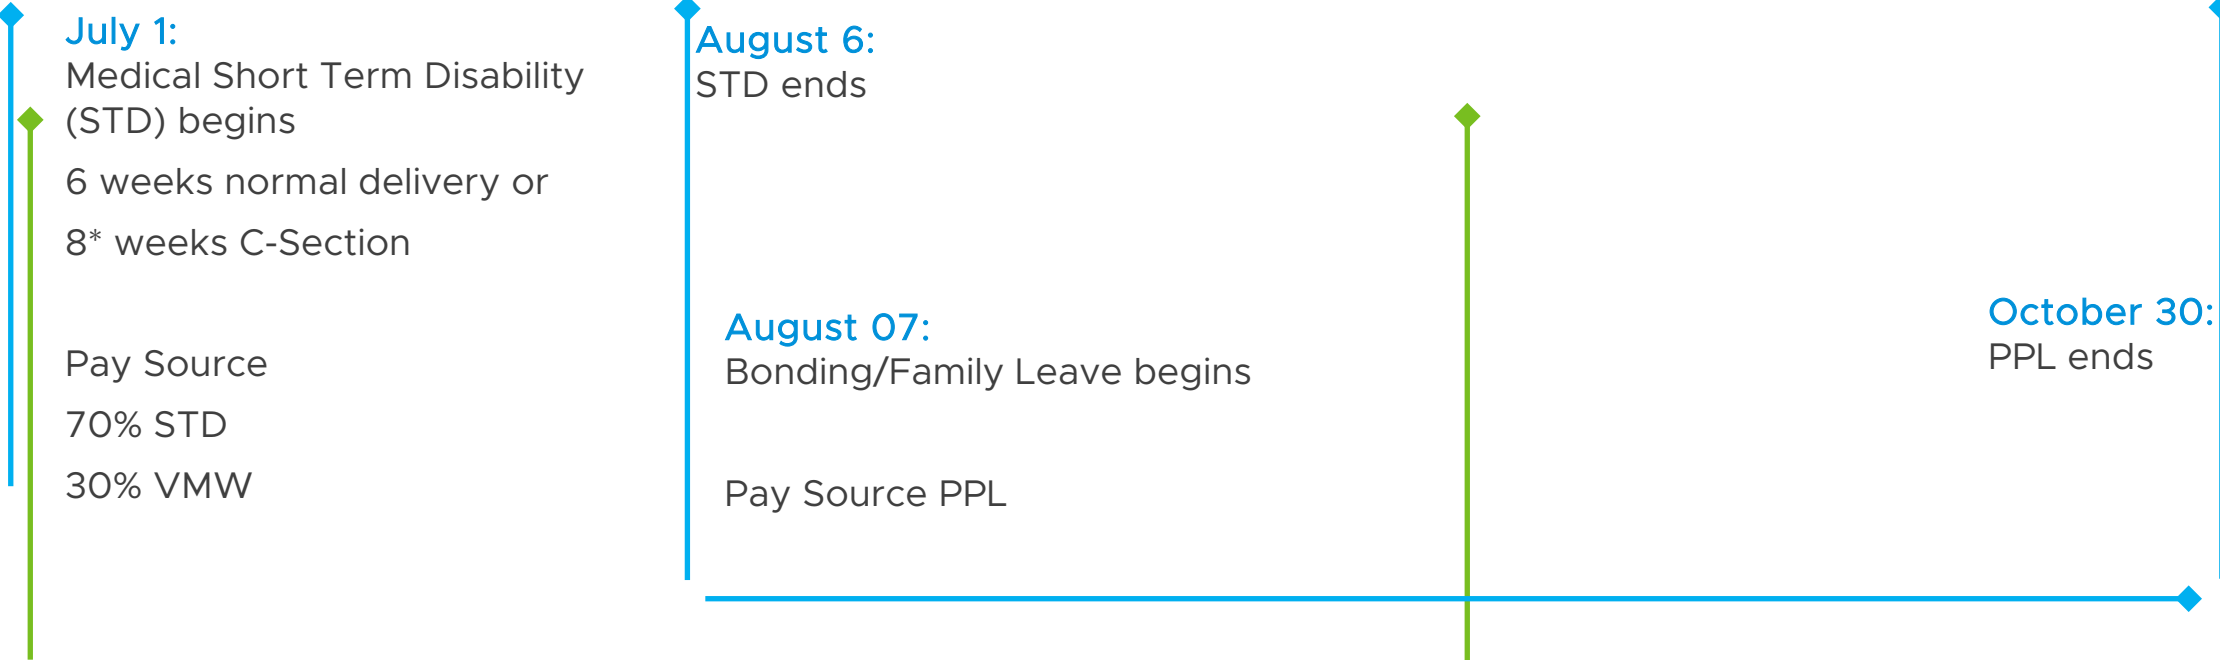 July 1:
Medical Short Term Disability
(STD) begins
6 weeks normal delivery or
8* weeks C-Section
Pay Source
70% STD
30% VMW
August 6:
STD ends
August 07:
Bonding/Family Leave begins
Pay Source PPL
October 30:
PPL ends